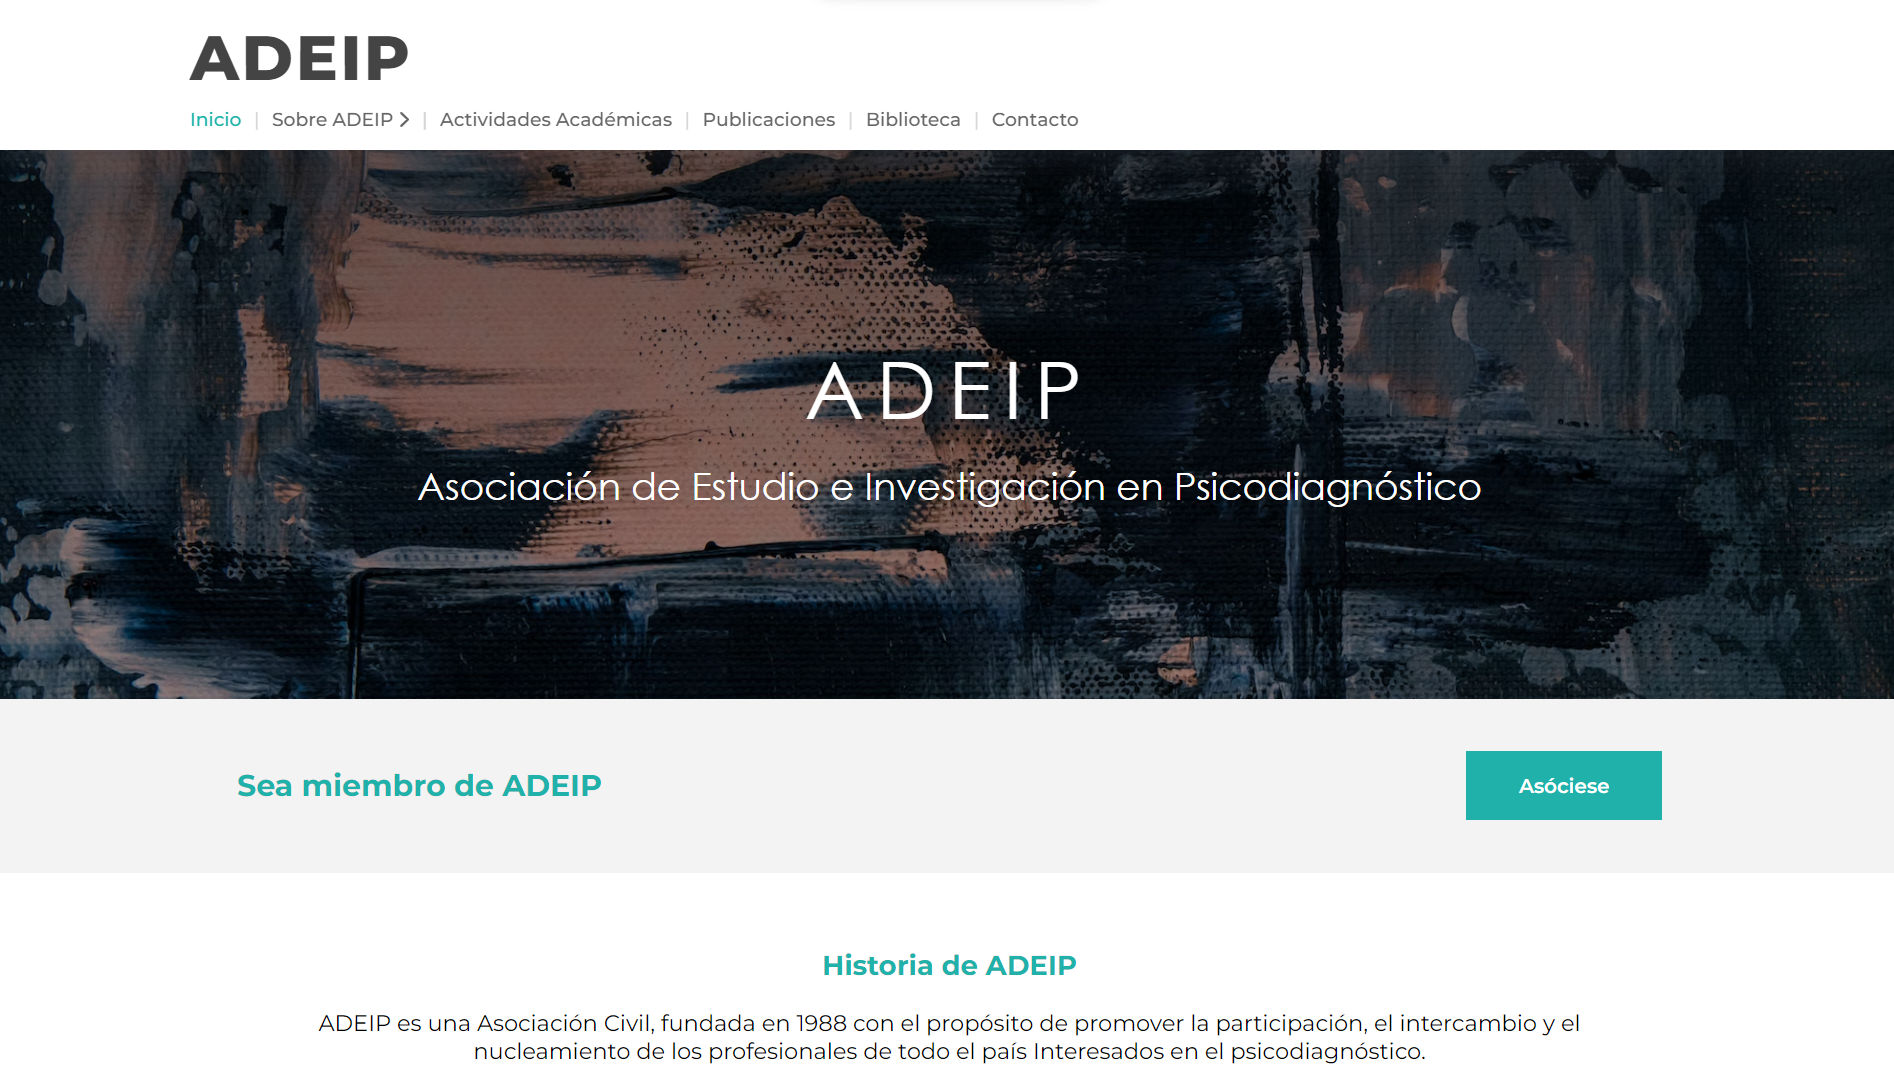 ADEIP
Inicio | Sobre ADEIP | Actividades Académicas | Publicaciones | Biblioteca | Contacto
ADEIP
Asociación de Estudio e Investigación en Psicodiagnóstico
Sea miembro de ADEIP
Asóciese
Historia de ADEIP
ADEIP es una Asociación Civil, fundada en 1988 con el propósito de promover la participación, el intercambio y el
nucleamiento de los profesionales de todo el país Interesados en el psicodiagnóstico.